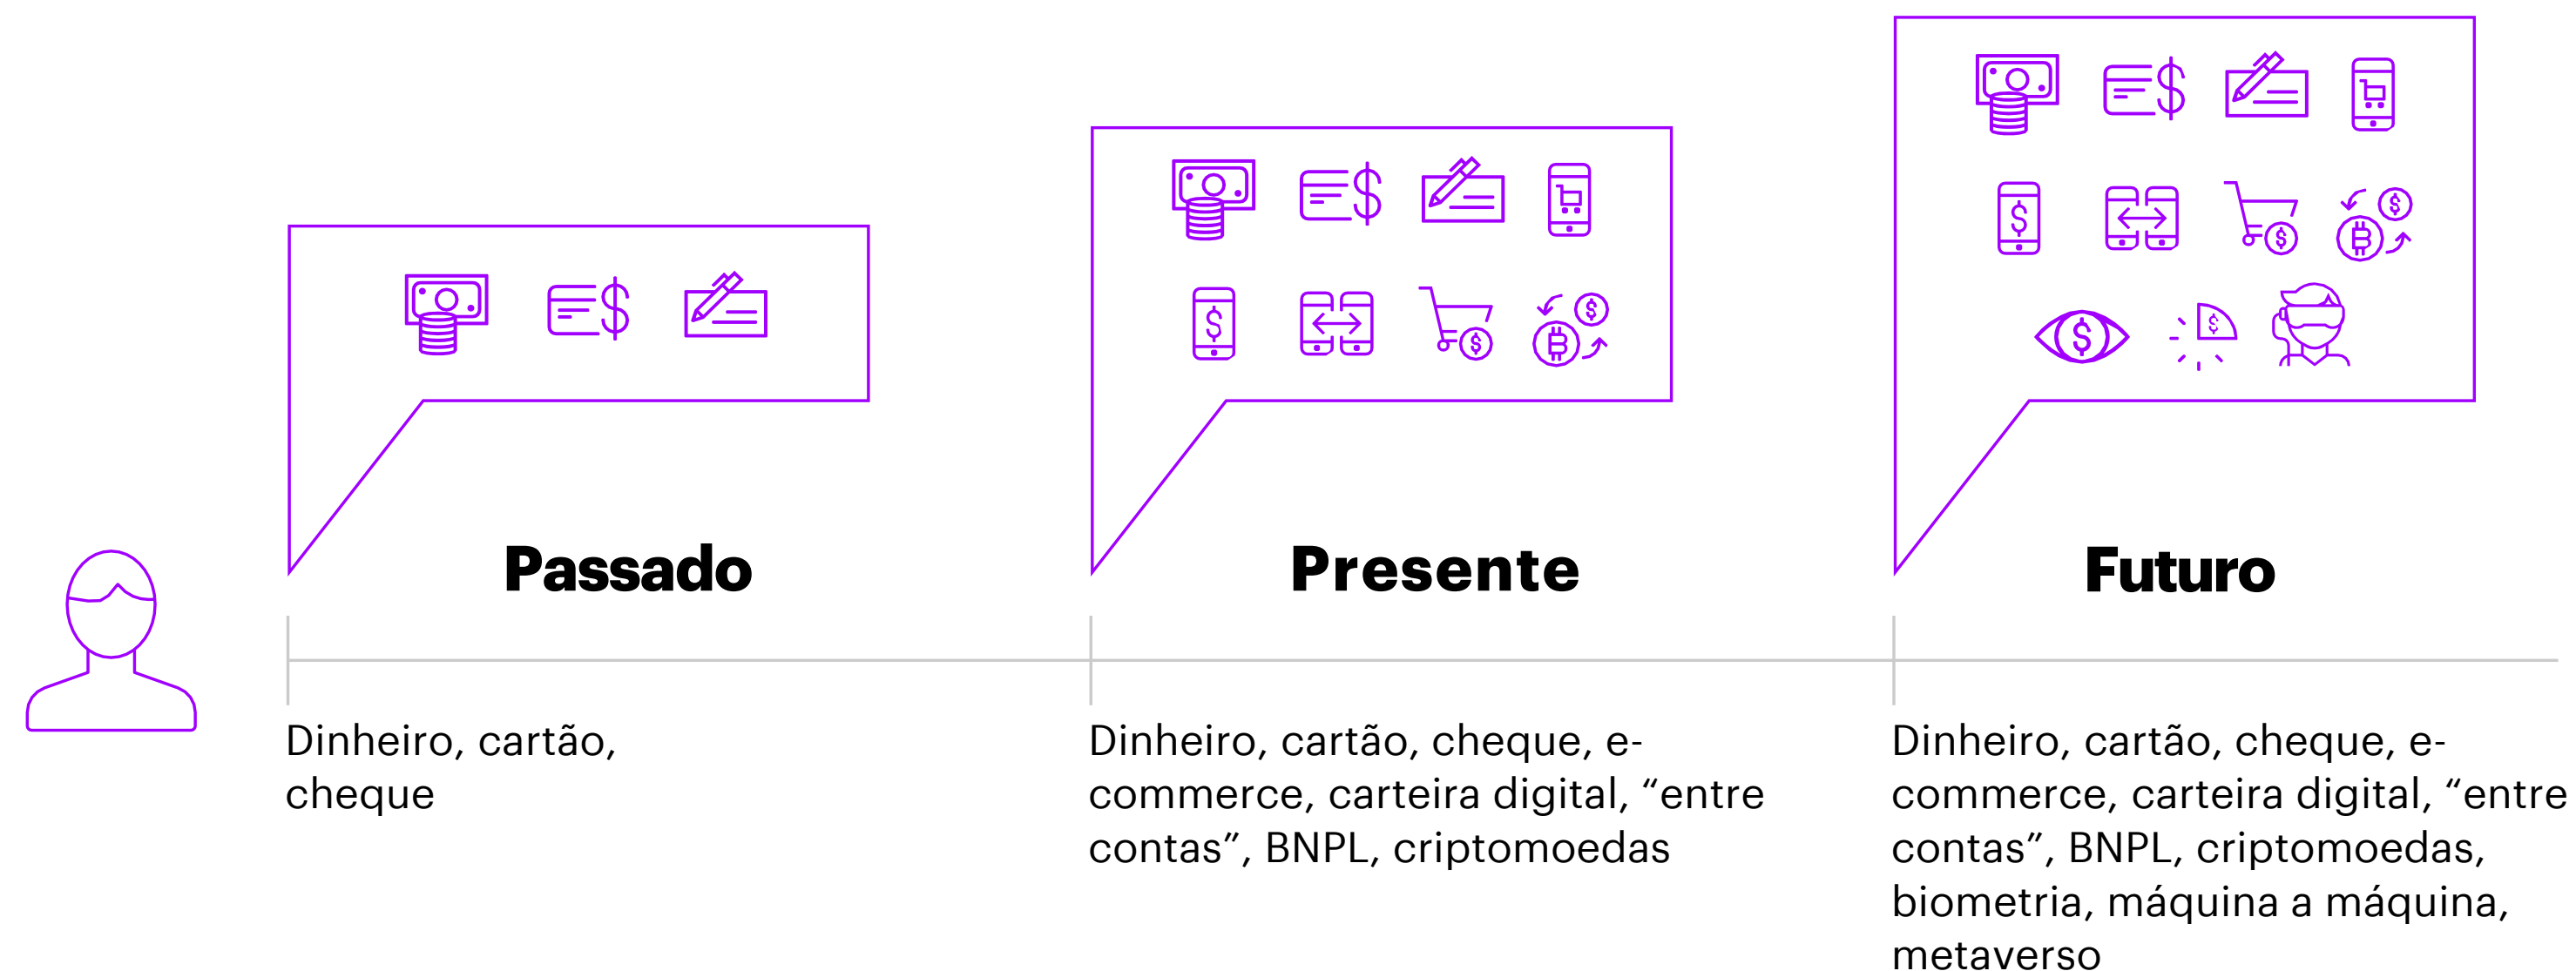 Passado
Dinheiro, cartão,
cheque
Presente
Dinheiro, cartão, cheque, e-
commerce, carteira digital, “entre
contas”, BNPL, criptomoedas
Futuro
Dinheiro, cartão, cheque, e-
commerce, carteira digital, “entre
contas”, BNPL, criptomoedas,
biometria, máquina a máquina,
metaverso